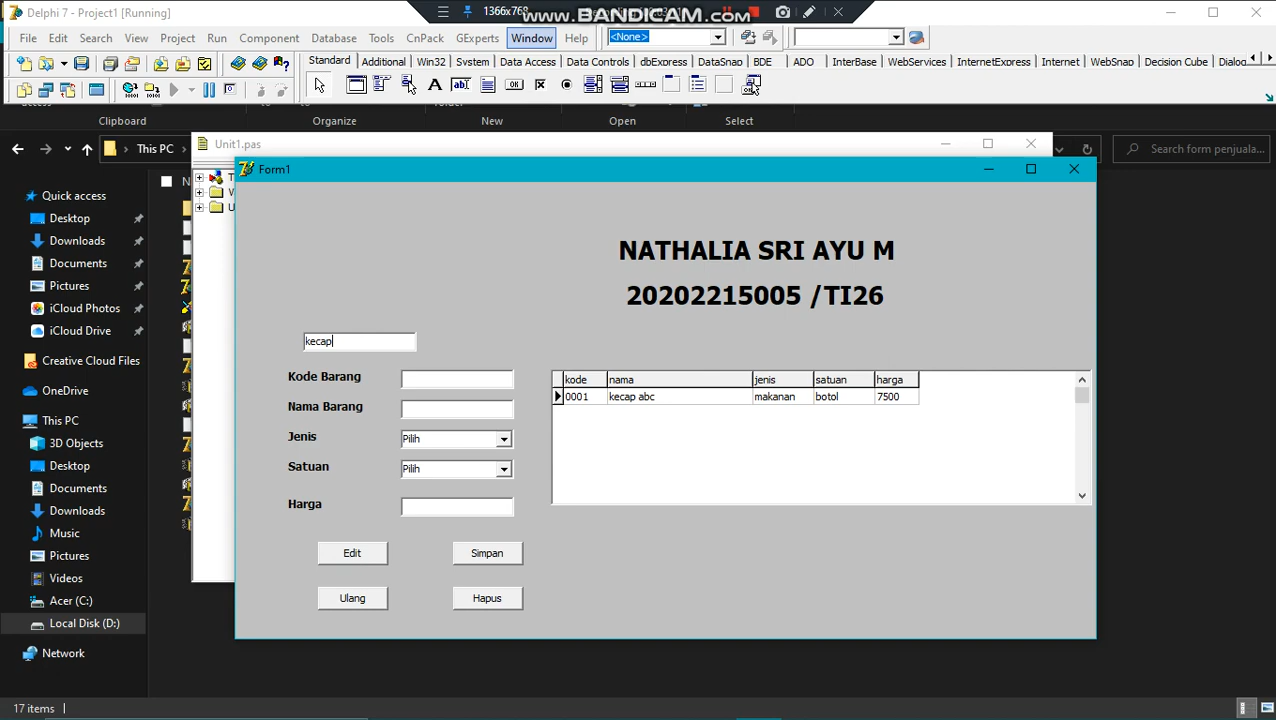 Delphi 7 - Project1 [Running]
1366x768
www.BANDICAM.com
File Edit Search View Project Run Component Database Tools CnPack GExperts Window Help
<None>
Standard Additional Win32 System Data Access Data Controls dbExpress DataSnap BDE ADO InterBase WebServices InternetExpress Internet WebSnap Decision Cube Dialog
Clipboard Organize New Open Select
This PC
Search form penjuala...
Unit1.pas
Form1
Quick access
Desktop
Downloads
Documents
Pictures
iCloud Photos
iCloud Drive
Creative Cloud Files
OneDrive
This PC
3D Objects
Desktop
Documents
Downloads
Music
Pictures
Videos
Acer (C:)
Local Disk (D:)
Network
17 items
NATHALIA SRI AYU M
20202215005 /TI26
kecap
Kode Barang
Nama Barang
Jenis Pilih
Satuan Pilih
Harga
Edit Simpan
Ulang Hapus
kode nama jenis satuan harga
0001 kecap abc makanan botol 7500